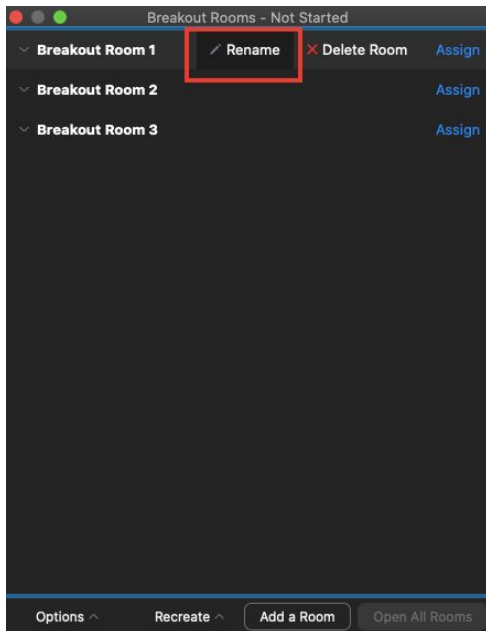 Breakout Rooms - Not Started
Breakout Room 1 Rename Delete Room Assign
Breakout Room 2 Assign
Breakout Room 3 Assign
Options Recreate Add a Room Open All Rooms